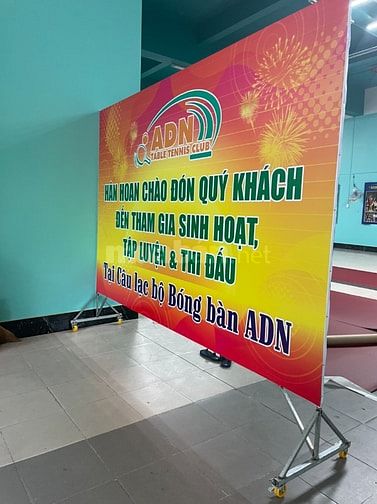 ADN
TABLE TENNIS CLUB
HÂN HOAN CHÀO ĐÓN QUÝ KHÁCH
ĐẾN THAM GIA SINH HOẠT,
TẬP LUYỆN & THI ĐẤU
Tại Câu lạc bộ Bóng bàn ADN